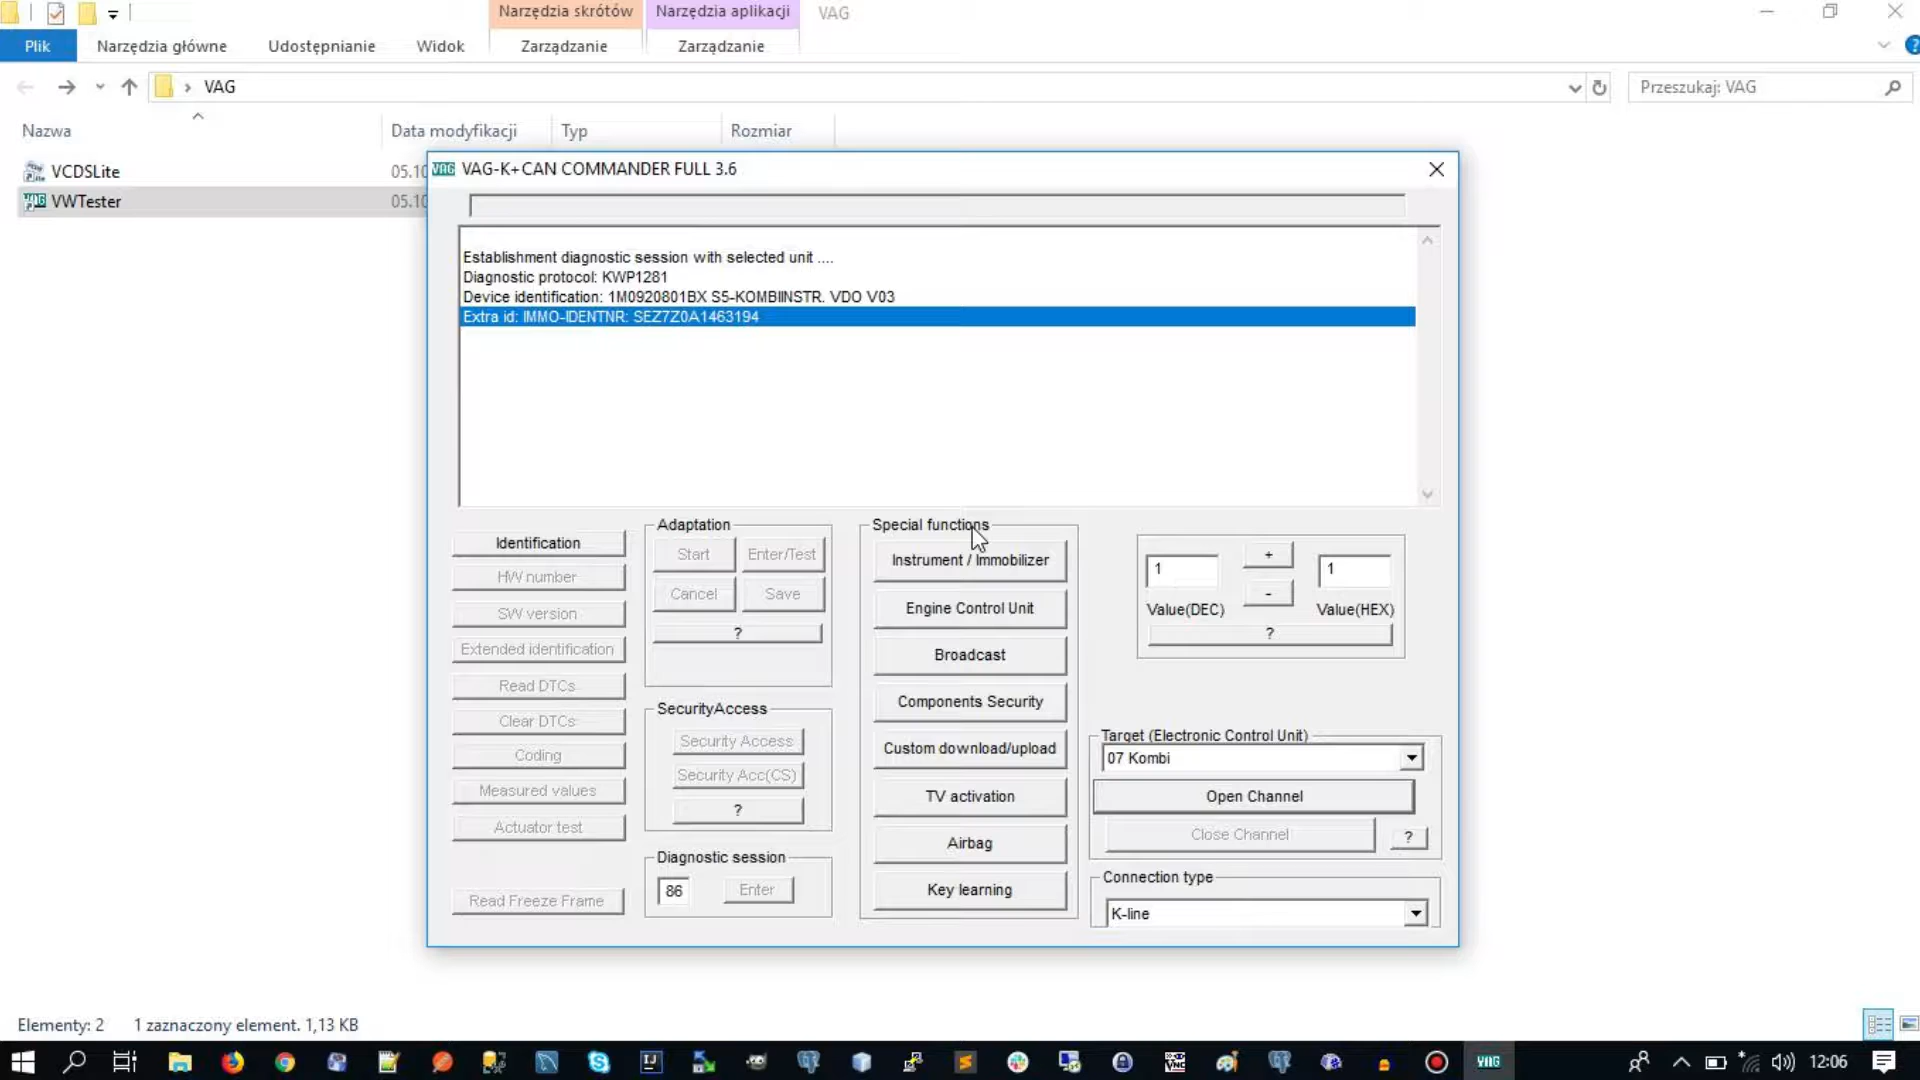 Narzędzia skrótów
Narzędzia aplikacji
VAG
Plik
Narzędzia główne
Udostępnianie
Widok
Zarządzanie
Zarządzanie
VAG
Przeszukaj: VAG
Nazwa
Data modyfikacji
Typ
Rozmiar
VCDSLite
05.10
VWTester
05.10
VAG-K+CAN COMMANDER FULL 3.6
Establishment diagnostic session with selected unit ....
Diagnostic protocol: KWP1281
Device identification: 1M0920801BX S5-KOMBIINSTR. VDO V03
Extra id: IMMO-IDENTNR: SEZ7Z0A1463194
Identification
HW number
SW version
Extended identification
Read DTCs
Clear DTCs
Coding
Measured values
Actuator test
Read Freeze Frame
Adaptation
Start
Enter/Test
Cancel
Save
?
SecurityAccess
Security Access
Security Acc(CS)
?
Diagnostic session
86
Enter
Special functions
Instrument / Immobilizer
Engine Control Unit
Broadcast
Components Security
Custom download/upload
TV activation
Airbag
Key learning
1
+
1
-
Value(DEC)
Value(HEX)
?
Target (Electronic Control Unit)
07 Kombi
Open Channel
Close Channel
?
Connection type
K-line
Elementy: 2
1 zaznaczony element. 1,13 KB
12:06